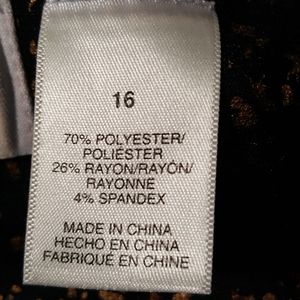 16
70% POLYESTER/
POLIÉSTER
26% RAYON/RAYÓN/
RAYONNE
4% SPANDEX
MADE IN CHINA
HECHO EN CHINA
FABRIQUÉ EN CHINE